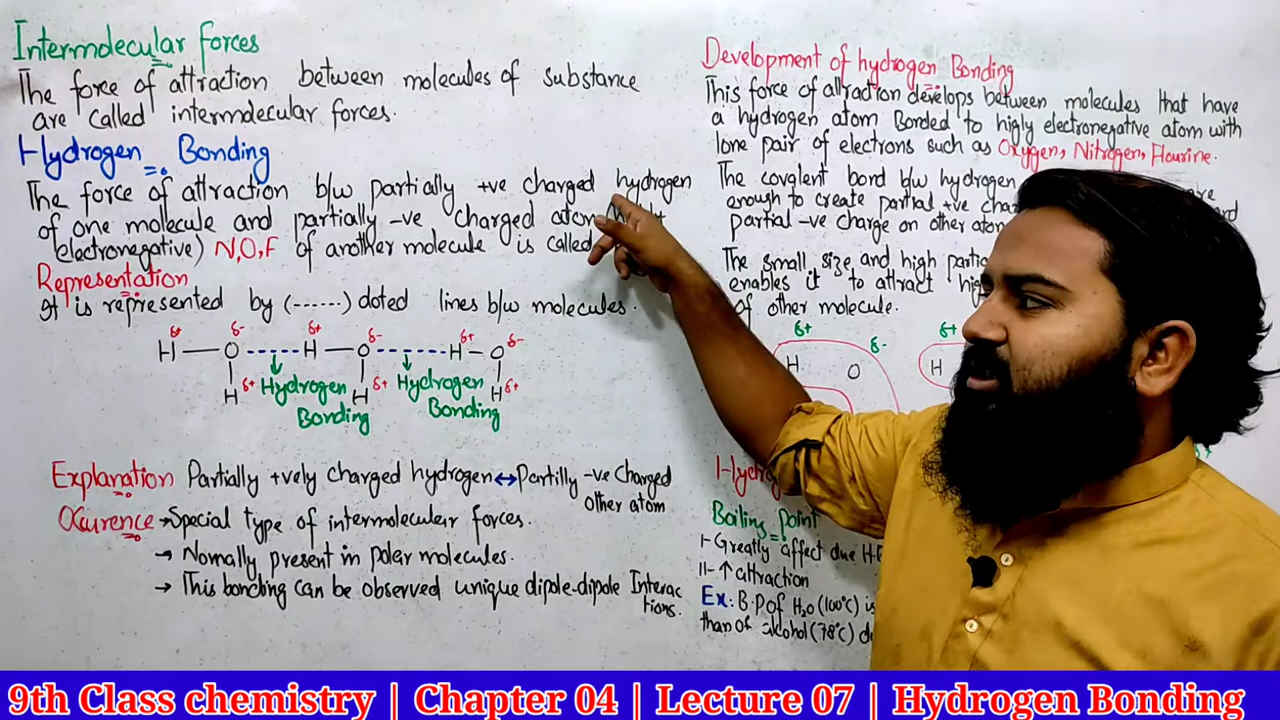 Intermolecular forces
The force of attraction between molecules of substance
are called intermolecular forces.
Hydrogen Bonding
The force of attraction b/w partially +ve charged hydrogen
of one molecule and partially -ve charged atom
electronegative) N,O,F of another molecule is called
Representation
It is represented by (------) doted lines b/w molecules.
δ+ δ- δ+ δ- δ+ δ-
H — O ----- H — O ------ H — O
H δ+ Hydrogen H δ+ Hydrogen H δ+
Bonding Bonding
Explanation Partially +vely charged hydrogen ↔ Partilly -ve charged
other atom
Ocurence → Special type of intermolecular forces.
→ Normally present in polar molecules.
→ This bonding can be observed unique dipole-dipole Interac
tions.
Development of hydrogen Bonding
This force of attraction develops between molecules that have
a hydrogen atom Bonded to higly electronegative atom with
lone pair of electrons such as Oxygen, Nitrogen, Flourine.
The covalent bord b/w hydrogen
enough to create partial +ve
partial -ve charge on other atom
The small size and high
enables it to attract
of other molecule.
δ+ δ- δ+
H O H
Boiling point
I- Greatly affect due
II- ↑ attraction
Ex: B.P of H₂O (100°C) is
than of alcohol (78°C)
9th Class chemistry | Chapter 04 | Lecture 07 | Hydrogen Bonding